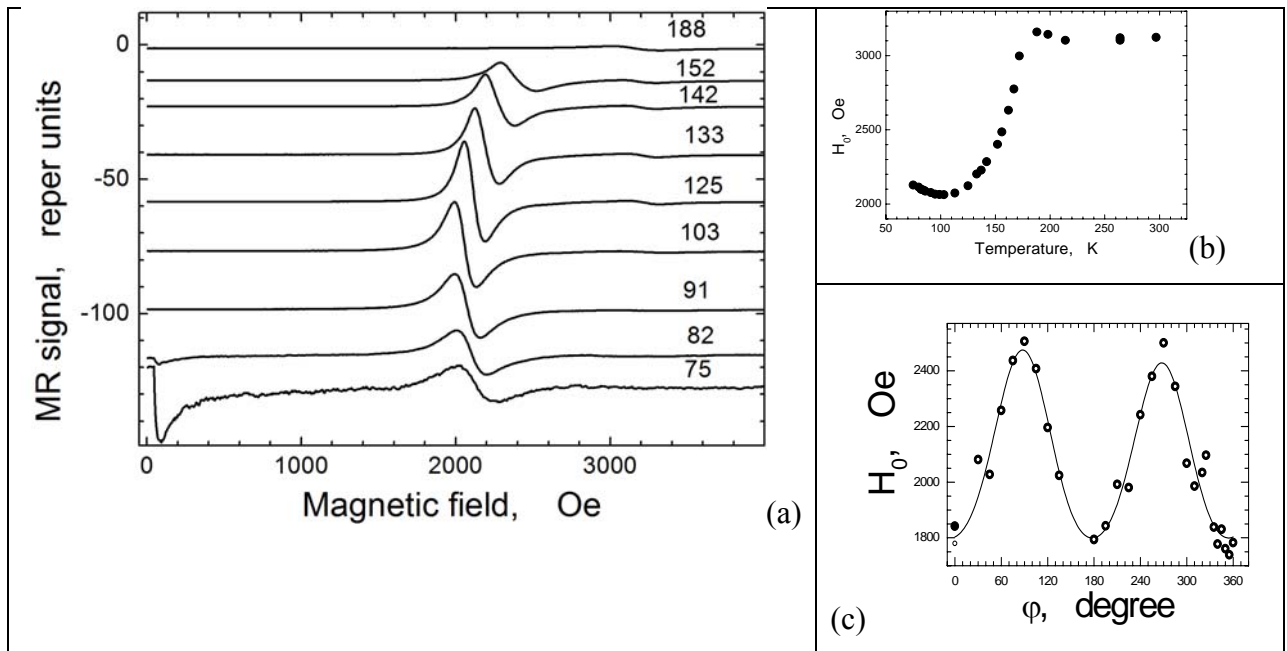 0
-50
-100
MR signal, reper units
188
152
142
133
125
103
91
82
75
0 1000 2000 3000
Magnetic field, Oe
(a)
3000
2500
2000
H0, Oe
50 100 150 200 250 300
Temperature, K
(b)
2400
2200
2000
1800
H0, Oe
0 60 120 180 240 300 360
φ, degree
(c)